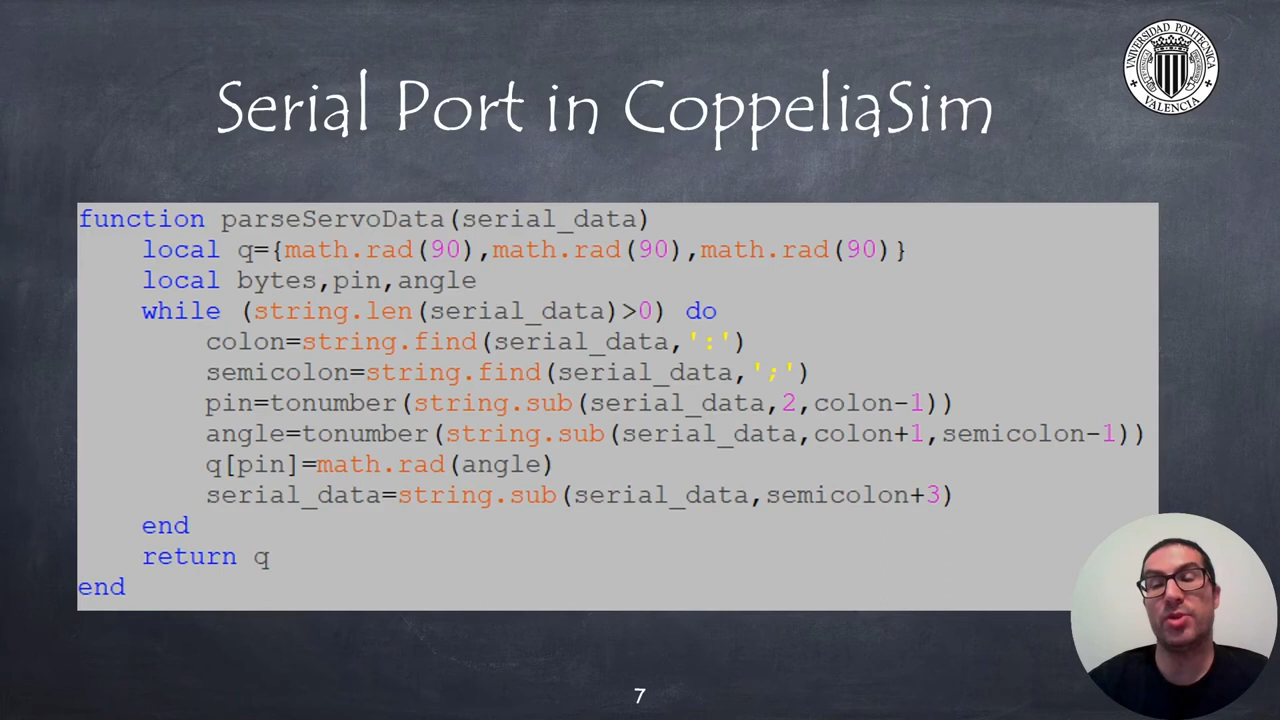 UNIVERSIDAD POLITECNICA
VALENCIA
Serial Port in CoppeliaSim
function parseServoData(serial_data)
    local q={math.rad(90),math.rad(90),math.rad(90)}
    local bytes,pin,angle
    while (string.len(serial_data)>0) do
        colon=string.find(serial_data,':')
        semicolon=string.find(serial_data,';')
        pin=tonumber(string.sub(serial_data,2,colon-1))
        angle=tonumber(string.sub(serial_data,colon+1,semicolon-1))
        q[pin]=math.rad(angle)
        serial_data=string.sub(serial_data,semicolon+3)
    end
    return q
end
7